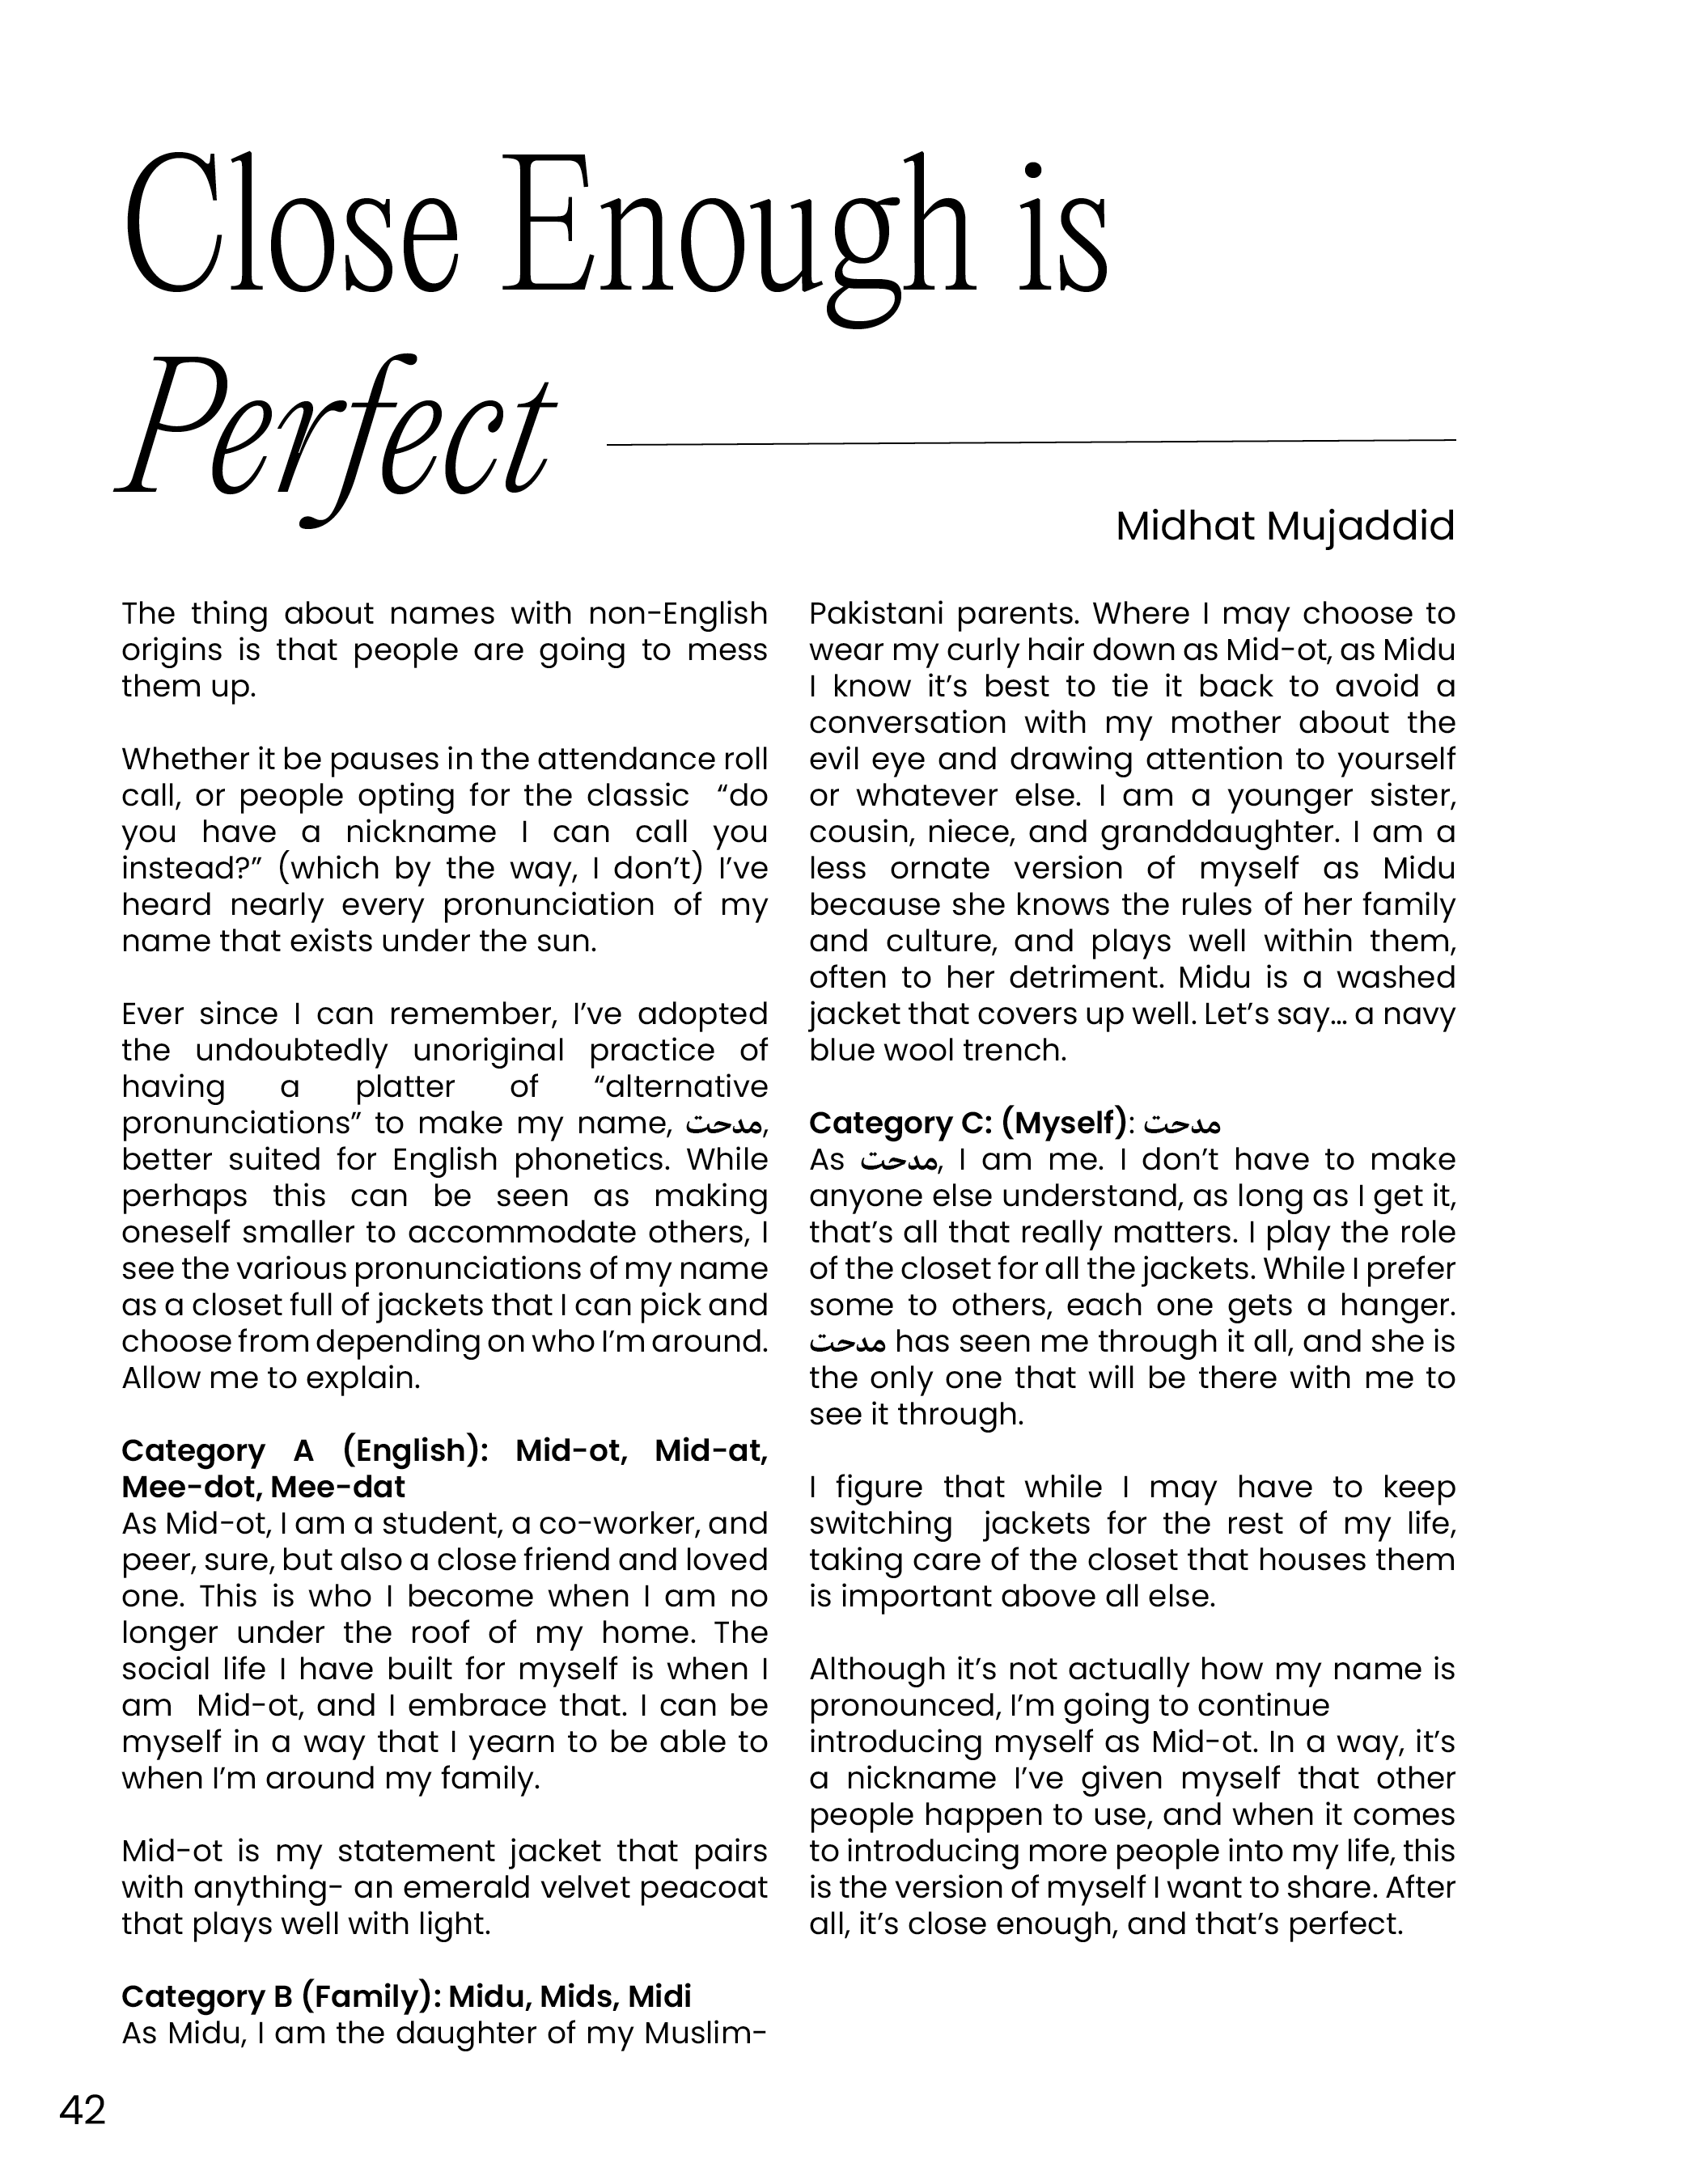 Close Enough is
Perfect
Midhat Mujaddid
The thing about names with non-English
origins is that people are going to mess
them up.
Whether it be pauses in the attendance roll
call, or people opting for the classic “do
you have a nickname I can call you
instead?” (which by the way, I don’t) I’ve
heard nearly every pronunciation of my
name that exists under the sun.
Ever since I can remember, I’ve adopted
the undoubtedly unoriginal practice of
having a platter of “alternative
pronunciations” to make my name, مدحت,
better suited for English phonetics. While
perhaps this can be seen as making
oneself smaller to accommodate others, I
see the various pronunciations of my name
as a closet full of jackets that I can pick and
choose from depending on who I’m around.
Allow me to explain.
Category A (English): Mid-ot, Mid-at,
Mee-dot, Mee-dat
As Mid-ot, I am a student, a co-worker, and
peer, sure, but also a close friend and loved
one. This is who I become when I am no
longer under the roof of my home. The
social life I have built for myself is when I
am Mid-ot, and I embrace that. I can be
myself in a way that I yearn to be able to
when I’m around my family.
Mid-ot is my statement jacket that pairs
with anything- an emerald velvet peacoat
that plays well with light.
Category B (Family): Midu, Mids, Midi
As Midu, I am the daughter of my Muslim-
Pakistani parents. Where I may choose to
wear my curly hair down as Mid-ot, as Midu
I know it’s best to tie it back to avoid a
conversation with my mother about the
evil eye and drawing attention to yourself
or whatever else. I am a younger sister,
cousin, niece, and granddaughter. I am a
less ornate version of myself as Midu
because she knows the rules of her family
and culture, and plays well within them,
often to her detriment. Midu is a washed
jacket that covers up well. Let’s say… a navy
blue wool trench.
Category C: (Myself): مدحت
As مدحت, I am me. I don’t have to make
anyone else understand, as long as I get it,
that’s all that really matters. I play the role
of the closet for all the jackets. While I prefer
some to others, each one gets a hanger.
مدحت has seen me through it all, and she is
the only one that will be there with me to
see it through.
I figure that while I may have to keep
switching jackets for the rest of my life,
taking care of the closet that houses them
is important above all else.
Although it’s not actually how my name is
pronounced, I’m going to continue
introducing myself as Mid-ot. In a way, it’s
a nickname I’ve given myself that other
people happen to use, and when it comes
to introducing more people into my life, this
is the version of myself I want to share. After
all, it’s close enough, and that’s perfect.
42